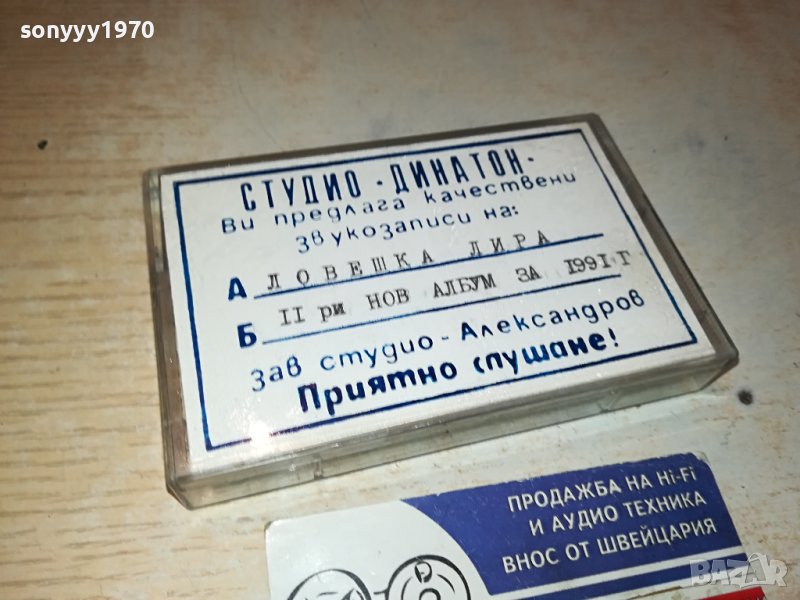 sonyyy1970
СТУДИО "ДИНАТОН"
Ви предлага качествени
звукозаписи на:
А ЛОВЕШКА ЛИРА
Б II ри НОВ АЛБУМ ЗА 1991 Г
зав студио - Александров
Приятно слушане!
ПРОДАЖБА НА Hi-Fi
И АУДИО ТЕХНИКА
ВНОС ОТ ШВЕЙЦАРИЯ
BAZAR